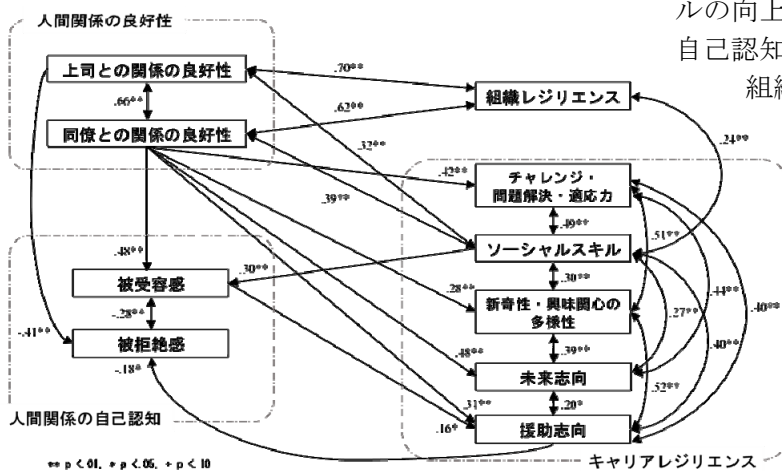 ルの向上
自己認知
組織
人間関係の良好性
上司との関係の良好性
.70**
組織レジリエンス
.66**
.62**
同僚との関係の良好性
.32**
.24**
.42**
チャレンジ・
問題解決・適応力
.39**
.49**
.51**
ソーシャルスキル
.48**
.30**
.30**
.44**
被受容感
.28**
新奇性・興味関心の
多様性
.27**
.40**
-.28**
-.41**
.39**
.40**
被拒絶感
.48**
未来志向
-.18*
.52**
.31**
.20*
人間関係の自己認知
.16*
援助志向
** p<.01, * p<.05, + p<.10
キャリアレジリエンス